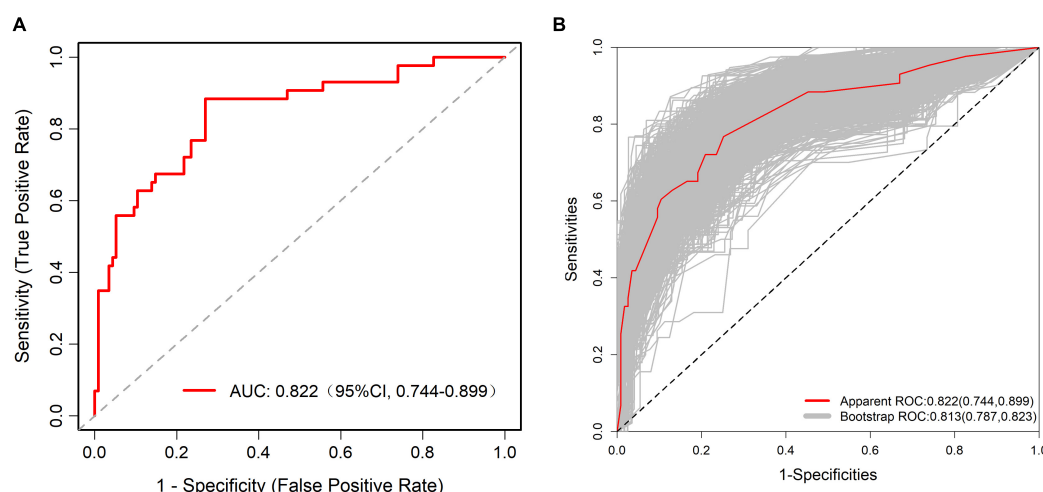 A
Sensitivity (True Positive Rate)
1.0
0.8
0.6
0.4
0.2
0.0
AUC: 0.822（95%CI, 0.744-0.899）
0.0 0.2 0.4 0.6 0.8 1.0
1 - Specificity (False Positive Rate)
B
Sensitivities
1.0
0.8
0.6
0.4
0.2
0.0
Apparent ROC:0.822(0.744,0.899)
Bootstrap ROC:0.813(0.787,0.823)
0.0 0.2 0.4 0.6 0.8 1.0
1-Specificities